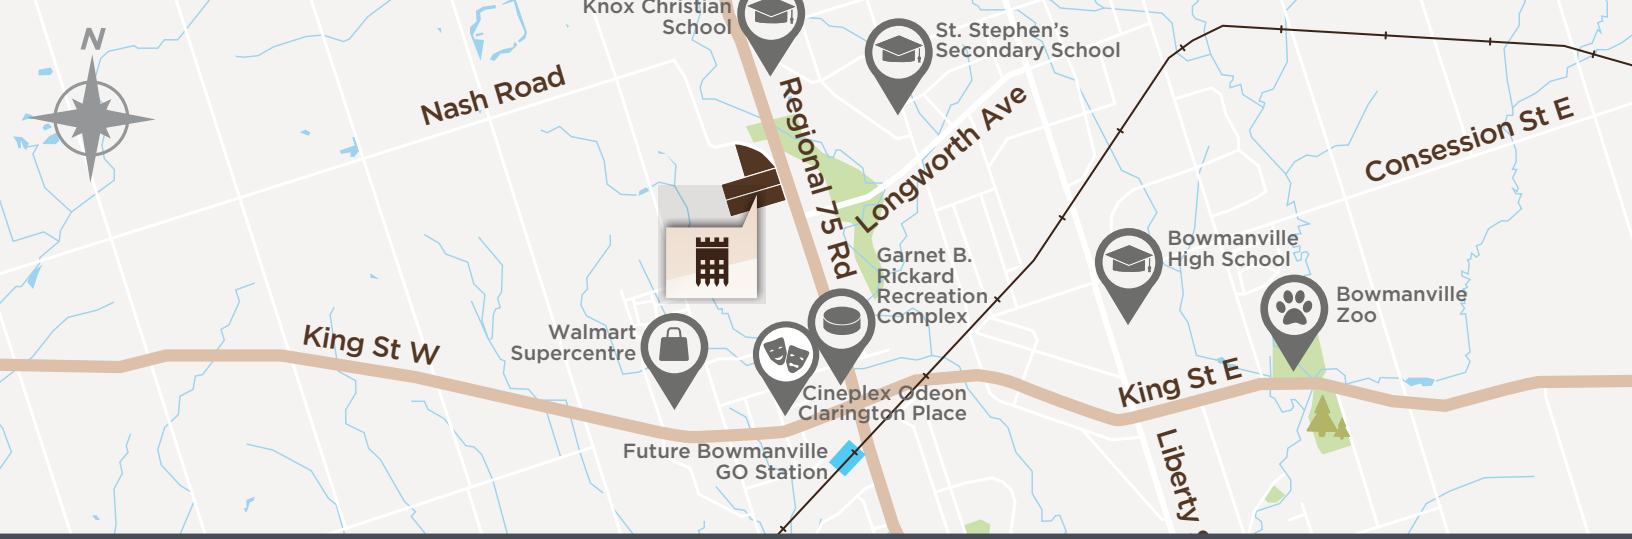 Knox Christian
School
N
St. Stephen's
Secondary School
Nash Road
Regional 75 Rd
Longworth Ave
Consession St E
Bowmanville
High School
Garnet B.
Rickard
Recreation
Complex
Bowmanville
Zoo
Walmart
Supercentre
King St W
King St E
Cineplex Odeon
Clarington Place
Future Bowmanville
GO Station
Liberty